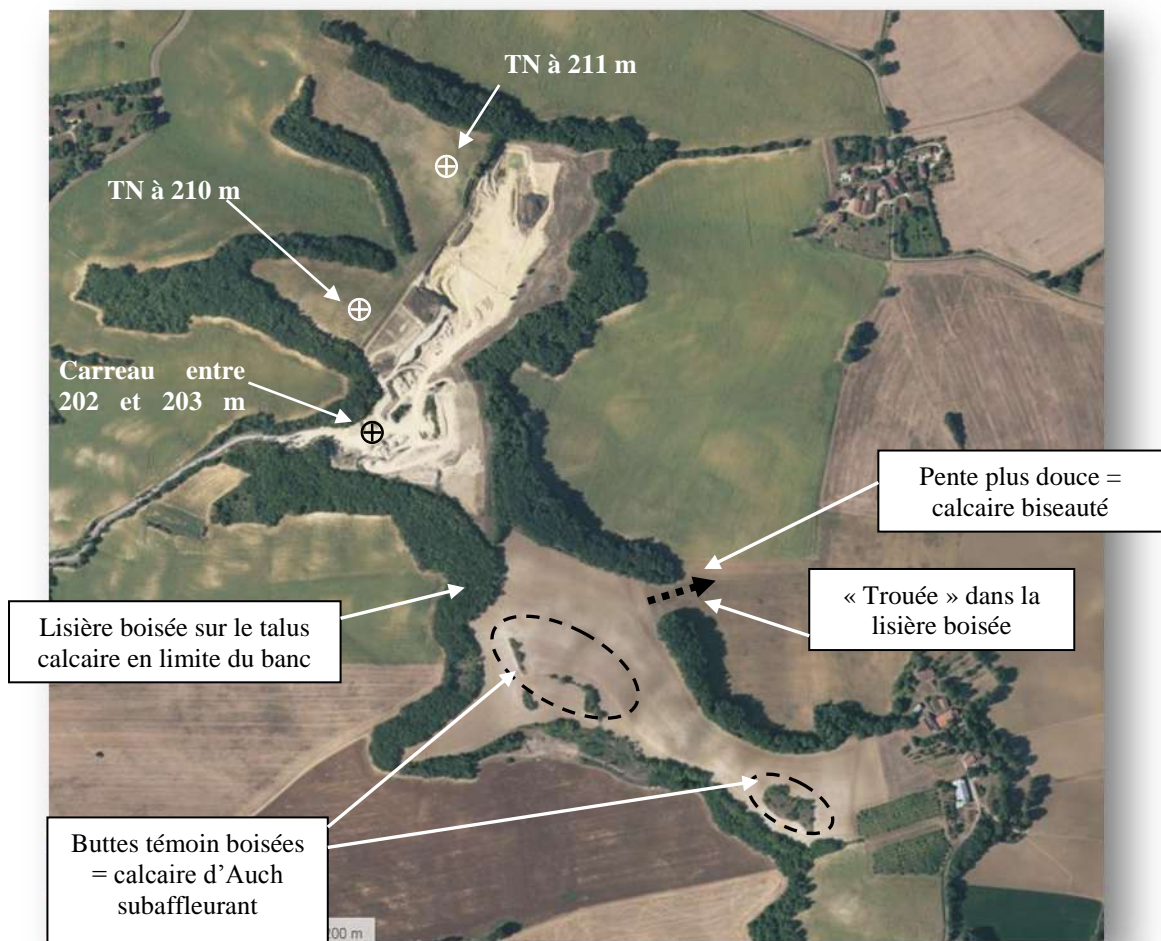 TN à 211 m
TN à 210 m
Carreau entre
202 et 203 m
Pente plus douce =
calcaire biseauté
« Trouée » dans la
lisière boisée
Lisière boisée sur le talus
calcaire en limite du banc
Buttes témoin boisées
= calcaire d’Auch
subaffleurant
00 m